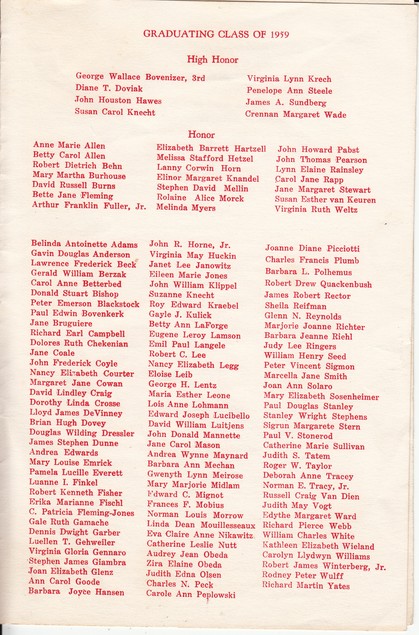 GRADUATING CLASS OF 1959
High Honor
George Wallace Bovenizer, 3rd
Diane T. Doviak
John Houston Hawes
Susan Carol Knecht
Virginia Lynn Krech
Penelope Ann Steele
James A. Sundberg
Crennan Margaret Wade
Honor
Anne Marie Allen
Betty Carol Allen
Robert Dietrich Behn
Mary Martha Burhouse
David Russell Burns
Bette Jane Fleming
Arthur Franklin Fuller, Jr.
Elizabeth Barrett Hartzell
Melissa Stafford Hetzel
Lanny Corwin Horn
Elinor Margaret Knandel
Stephen David Mellin
Rolaine Alice Morck
Melinda Myers
John Howard Pabst
John Thomas Pearson
Lynn Elaine Rainsley
Carol Jane Rapp
Jane Margaret Stewart
Susan Esther van Keuren
Virginia Ruth Weltz
Belinda Antoinette Adams
Gavin Douglas Anderson
Lawrence Frederick Beck
Gerald William Berzak
Carol Anne Betterbed
Donald Stuart Bishop
Peter Emerson Blackstock
Paul Edwin Bovenkerk
Jane Bruguiere
Richard Earl Campbell
Dolores Ruth Chekenian
Jane Coale
John Frederick Coyle
Nancy Elizabeth Courter
Margaret Jane Cowan
David Lindley Craig
Dorothy Linda Crosse
Lloyd James DeVinney
Brian Hugh Dovey
Douglas Wilding Dressler
James Stephen Dunne
Andrea Edwards
Mary Louise Emrick
Pamela Lucille Everett
Luanne I. Finkel
Robert Kenneth Fisher
Erika Marianne Fischl
C. Patricia Fleming-Jones
Gale Ruth Gamache
Dennis Dwight Garber
Luellen T. Gehweiler
Virginia Gloria Gennaro
Stephen James Giambra
Joan Elizabeth Glenz
Ann Carol Goode
Barbara Joyce Hansen
John R. Horne, Jr.
Virginia May Huckin
Janet Lee Janowitz
Eileen Marie Jones
John William Klippel
Suzanne Knecht
Roy Edward Kraebel
Gayle J. Kulick
Betty Ann LaForge
Eugene Leroy Lamson
Emil Paul Langele
Robert C. Lee
Nancy Elizabeth Legg
Eloise Leib
George H. Lentz
Maria Esther Leone
Lois Anne Lohmann
Edward Joseph Lucibello
David William Luitjens
John Donald Mannette
Jane Carol Mason
Andrea Wynne Maynard
Barbara Ann Mechan
Gwenyth Lynn Meirose
Mary Marjorie Midlam
Edward C. Mignot
Frances F. Mobius
Norman Louis Morrow
Linda Dean Mouillesseaux
Eva Claire Anne Nikawitz
Catherine Leslie Nutt
Audrey Jean Obeda
Zira Elaine Obeda
Judith Edna Olsen
Charles N. Peck
Carole Ann Peplowski
Joanne Diane Picciotti
Charles Francis Plumb
Barbara L. Polhemus
Robert Drew Quackenbush
James Robert Rector
Sheila Reifman
Glenn N. Reynolds
Marjorie Joanne Richter
Barbara Jeanne Riehl
Judy Lee Ringers
William Henry Seed
Peter Vincent Sigmon
Marcella Jane Smith
Joan Ann Solaro
Mary Elizabeth Sosenheimer
Paul Douglas Stanley
Stanley Wright Stephens
Sigrun Margarete Stern
Paul V. Stonerod
Catherine Marie Sullivan
Judith S. Tatem
Roger W. Taylor
Deborah Anne Tracey
Norman E. Tracy, Jr.
Russell Craig Van Dien
Judith May Vogt
Edythe Margaret Ward
Richard Pierce Webb
William Charles White
Kathleen Elizabeth Wieland
Carolyn Llydwyn Williams
Robert James Winterberg, Jr.
Rodney Peter Wulff
Richard Martin Yates